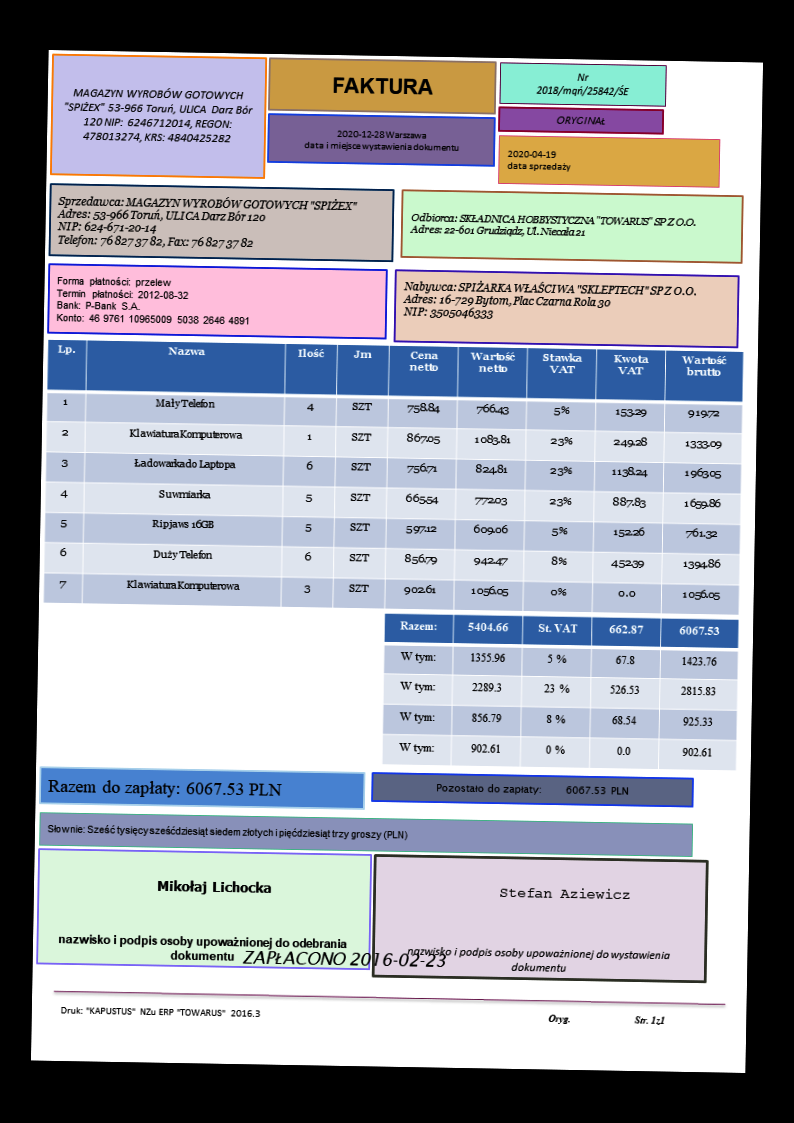 MAGAZYN WYROBÓW GOTOWYCH
"SPIŻEX" 53-966 Toruń, ULICA Darz Bór
120 NIP: 6246712014, REGON:
478013274, KRS: 4840425282
FAKTURA
2020-12-28 Warszawa
data i miejsce wystawienia dokumentu
Nr
2018/mąń/25842/ŚE
ORYGINAŁ
2020-04-19
data sprzedaży
Sprzedawca: MAGAZYN WYROBÓW GOTOWYCH "SPIŻEX"
Adres: 53-966 Toruń, ULICA Darz Bór 120
NIP: 624-671-20-14
Telefon: 76 827 37 82, Fax: 76 827 37 82
Odbiorca: SKŁADNICA HOBBYSTYCZNA "TOWARUS" SP Z O.O.
Adres: 22-601 Grudziądz, Ul. Niecała 21
Forma płatności: przelew
Termin płatności: 2012-08-32
Bank: P-Bank S.A.
Konto: 46 9761 10965009 5038 2646 4891
Nabywca: SPIŻARKA WŁAŚCIWA "SKLEPTECH" SP Z O.O.
Adres: 16-729 Bytom, Plac Czarna Rola 30
NIP: 3505046333
Lp. Nazwa Ilość Jm Cena netto Wartość netto Stawka VAT Kwota VAT Wartość brutto
1 Mały Telefon 4 SZT 758.84 766.43 5% 153.29 919.72
2 Klawiatura Komputerowa 1 SZT 867.05 1083.81 23% 249.28 1333.09
3 Ładowarka do Laptopa 6 SZT 756.71 824.81 23% 1138.24 1963.05
4 Suwmiarka 5 SZT 665.54 772.03 23% 887.83 1659.86
5 Ripjaws 16GB 5 SZT 597.12 609.06 5% 152.26 761.32
6 Duży Telefon 6 SZT 856.79 942.47 8% 452.39 1394.86
7 Klawiatura Komputerowa 3 SZT 902.61 1056.05 0% 0.0 1056.05
Razem: 5404.66 St. VAT 662.87 6067.53
W tym: 1355.96 5 % 67.8 1423.76
W tym: 2289.3 23 % 526.53 2815.83
W tym: 856.79 8 % 68.54 925.33
W tym: 902.61 0 % 0.0 902.61
Razem do zapłaty: 6067.53 PLN
Pozostało do zapłaty: 6067.53 PLN
Słownie: Sześć tysięcy sześćdziesiąt siedem złotych i pięćdziesiąt trzy groszy (PLN)
Mikołaj Lichocka
nazwisko i podpis osoby upoważnionej do odebrania
dokumentu
Stefan Aziewicz
nazwisko i podpis osoby upoważnionej do wystawienia
dokumentu
ZAPŁACONO 2016-02-23
Druk: "KAPUSTUS" NZu ERP "TOWARUS" 2016.3
Oryg. Str. 1z1